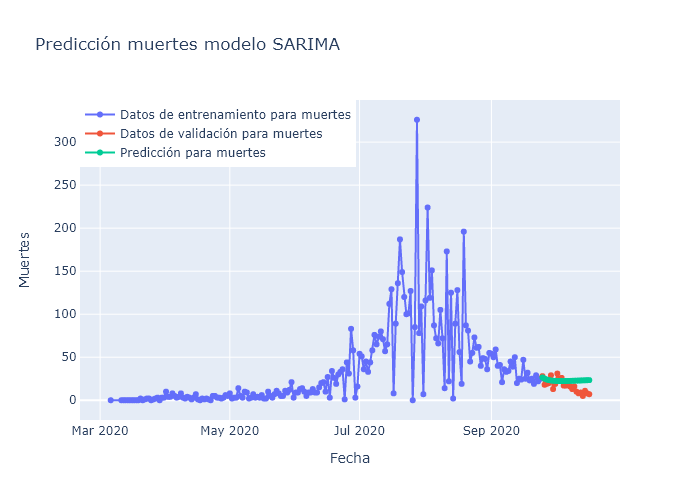 Predicción muertes modelo SARIMA
Datos de entrenamiento para muertes
Datos de validación para muertes
Predicción para muertes
300
250
200
150
100
50
0
Muertes
Mar 2020
May 2020
Jul 2020
Sep 2020
Fecha